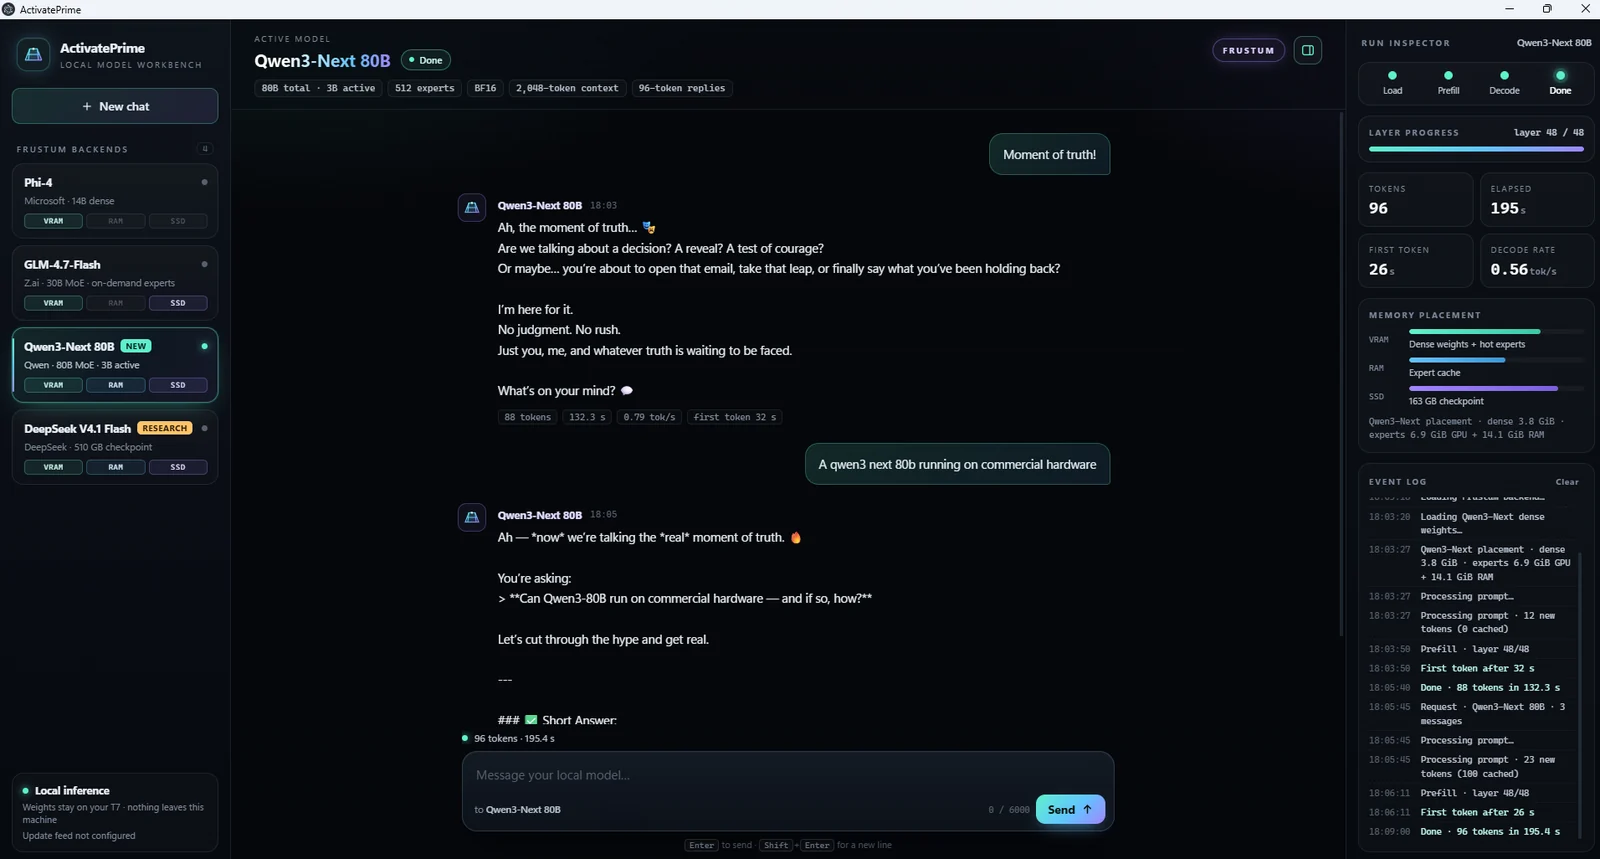 ActivatePrime
ActivatePrime
LOCAL MODEL WORKBENCH
+ New chat
FRUSTUM BACKENDS 4
Phi-4
Microsoft · 14B dense
VRAM RAM SSD
GLM-4.7-Flash
Z.ai · 30B MoE · on-demand experts
VRAM RAM SSD
Qwen3-Next 80B NEW
Qwen · 80B MoE · 3B active
VRAM RAM SSD
DeepSeek V4.1 Flash RESEARCH
DeepSeek · 510 GB checkpoint
VRAM RAM SSD
Local inference
Weights stay on your T7 · nothing leaves this
machine
Update feed not configured
ACTIVE MODEL
Qwen3-Next 80B Done
80B total · 3B active 512 experts BF16 2,048-token context 96-token replies
FRUSTUM
Moment of truth!
Qwen3-Next 80B 18:03
Ah, the moment of truth... 🎭
Are we talking about a decision? A reveal? A test of courage?
Or maybe... you're about to open that email, take that leap, or finally say what you've been holding back?
I'm here for it.
No judgment. No rush.
Just you, me, and whatever truth is waiting to be faced.
What's on your mind? 💬
88 tokens 132.3 s 0.79 tok/s first token 32 s
A qwen3 next 80b running on commercial hardware
Qwen3-Next 80B 18:05
Ah — *now* we're talking the *real* moment of truth. 🔥
You're asking:
> **Can Qwen3-80B run on commercial hardware — and if so, how?**
Let's cut through the hype and get real.
---
### ✅ Short Answer:
96 tokens · 195.4 s
Message your local model...
to Qwen3-Next 80B 0 / 6000 Send ↑
Enter to send · Shift + Enter for a new line
RUN INSPECTOR Qwen3-Next 80B
Load Prefill Decode Done
LAYER PROGRESS layer 48 / 48
TOKENS ELAPSED
96 195s
FIRST TOKEN DECODE RATE
26s 0.56tok/s
MEMORY PLACEMENT
VRAM Dense weights + hot experts
RAM Expert cache
SSD 163 GB checkpoint
Qwen3-Next placement · dense 3.8 GiB ·
experts 6.9 GiB GPU + 14.1 GiB RAM
EVENT LOG Clear
Loading Frustum backend…
18:03:20 Loading Qwen3-Next dense
weights…
18:03:27 Qwen3-Next placement · dense
3.8 GiB · experts 6.9 GiB GPU
+ 14.1 GiB RAM
18:03:27 Processing prompt…
18:03:27 Processing prompt · 12 new
tokens (0 cached)
18:03:50 Prefill · layer 48/48
18:03:50 First token after 32 s
18:05:40 Done · 88 tokens in 132.3 s
18:05:45 Request · Qwen3-Next 80B · 3
messages
18:05:45 Processing prompt…
18:05:45 Processing prompt · 23 new
tokens (100 cached)
18:06:11 Prefill · layer 48/48
18:06:11 First token after 26 s
18:09:00 Done · 96 tokens in 195.4 s